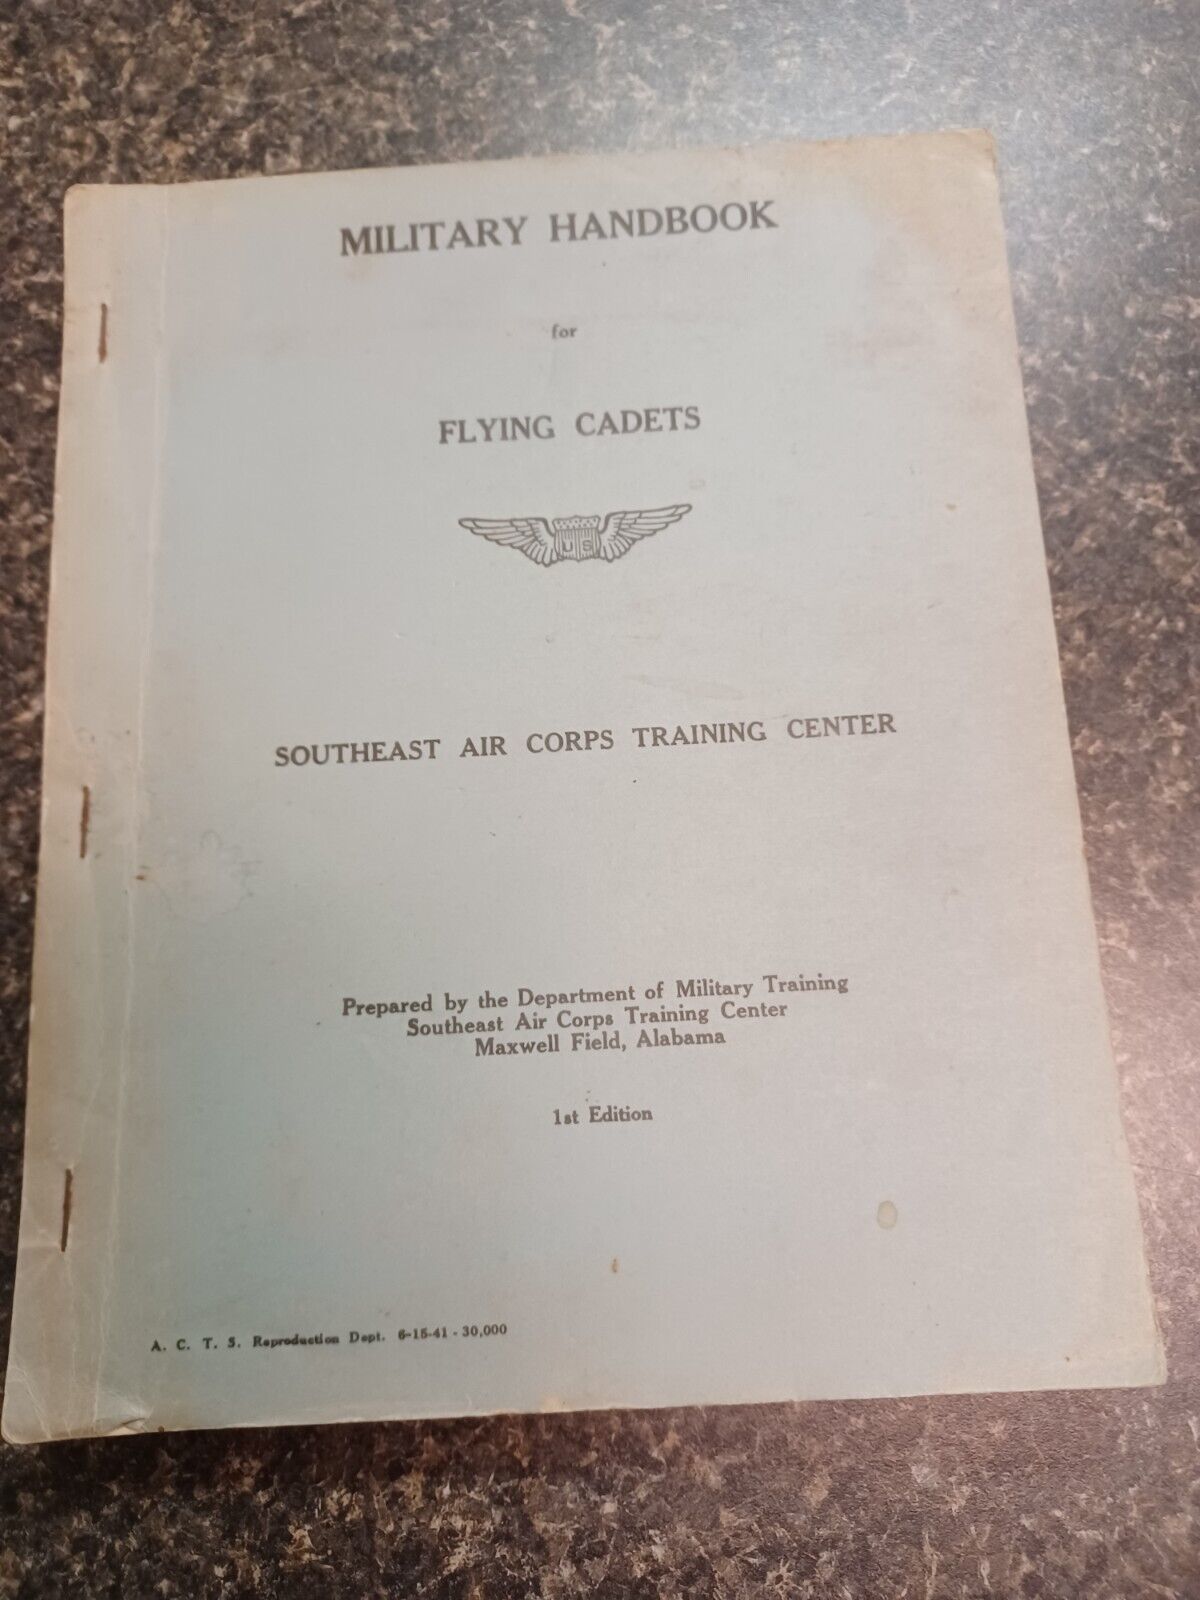 MILITARY HANDBOOK
for
FLYING CADETS
U S
SOUTHEAST AIR CORPS TRAINING CENTER
Prepared by the Department of Military Training
Southeast Air Corps Training Center
Maxwell Field, Alabama
1st Edition
A. C. T. S. Reproduction Dept. 6-15-41 - 30,000